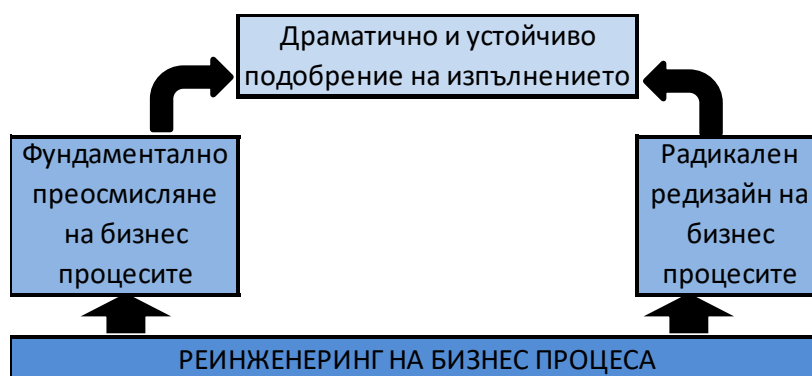 Драматично и устойчиво
подобрение на изпълнението
Фундаментално
преосмисляне
на бизнес
процесите
Радикален
редизайн на
бизнес
процесите
РЕИНЖЕНЕРИНГ НА БИЗНЕС ПРОЦЕСА